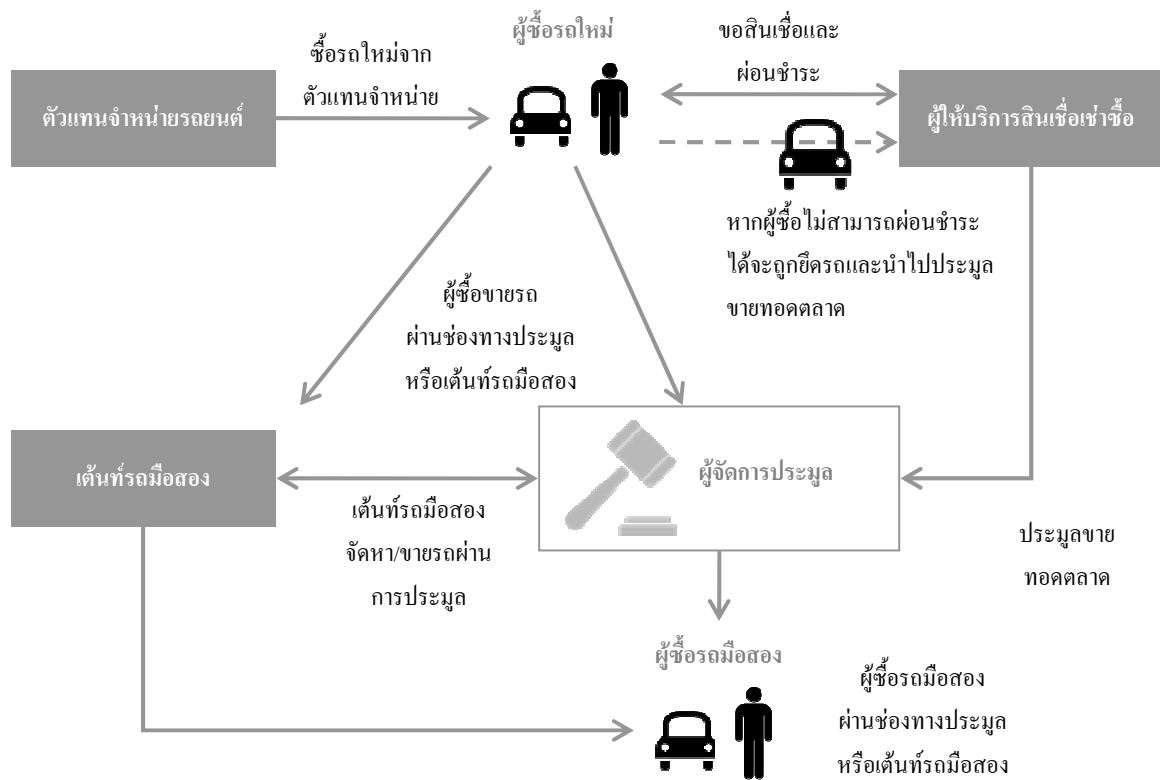 ผู้ซื้อรถใหม่
ขอสินเชื่อและ
ผ่อนชำระ
ซื้อรถใหม่จาก
ตัวแทนจำหน่าย
ตัวแทนจำหน่ายรถยนต์
ผู้ให้บริการสินเชื่อเช่าซื้อ
หากผู้ซื้อไม่สามารถผ่อนชำระ
ได้จะถูกยึดรถและนำไปประมูล
ขายทอดตลาด
ผู้ซื้อขายรถ
ผ่านช่องทางประมูล
หรือเต้นท์รถมือสอง
เต้นท์รถมือสอง
ผู้จัดการประมูล
เต้นท์รถมือสอง
จัดหา/ขายรถผ่าน
การประมูล
ประมูลขาย
ทอดตลาด
ผู้ซื้อรถมือสอง
ผู้ซื้อรถมือสอง
ผ่านช่องทางประมูล
หรือเต้นท์รถมือสอง